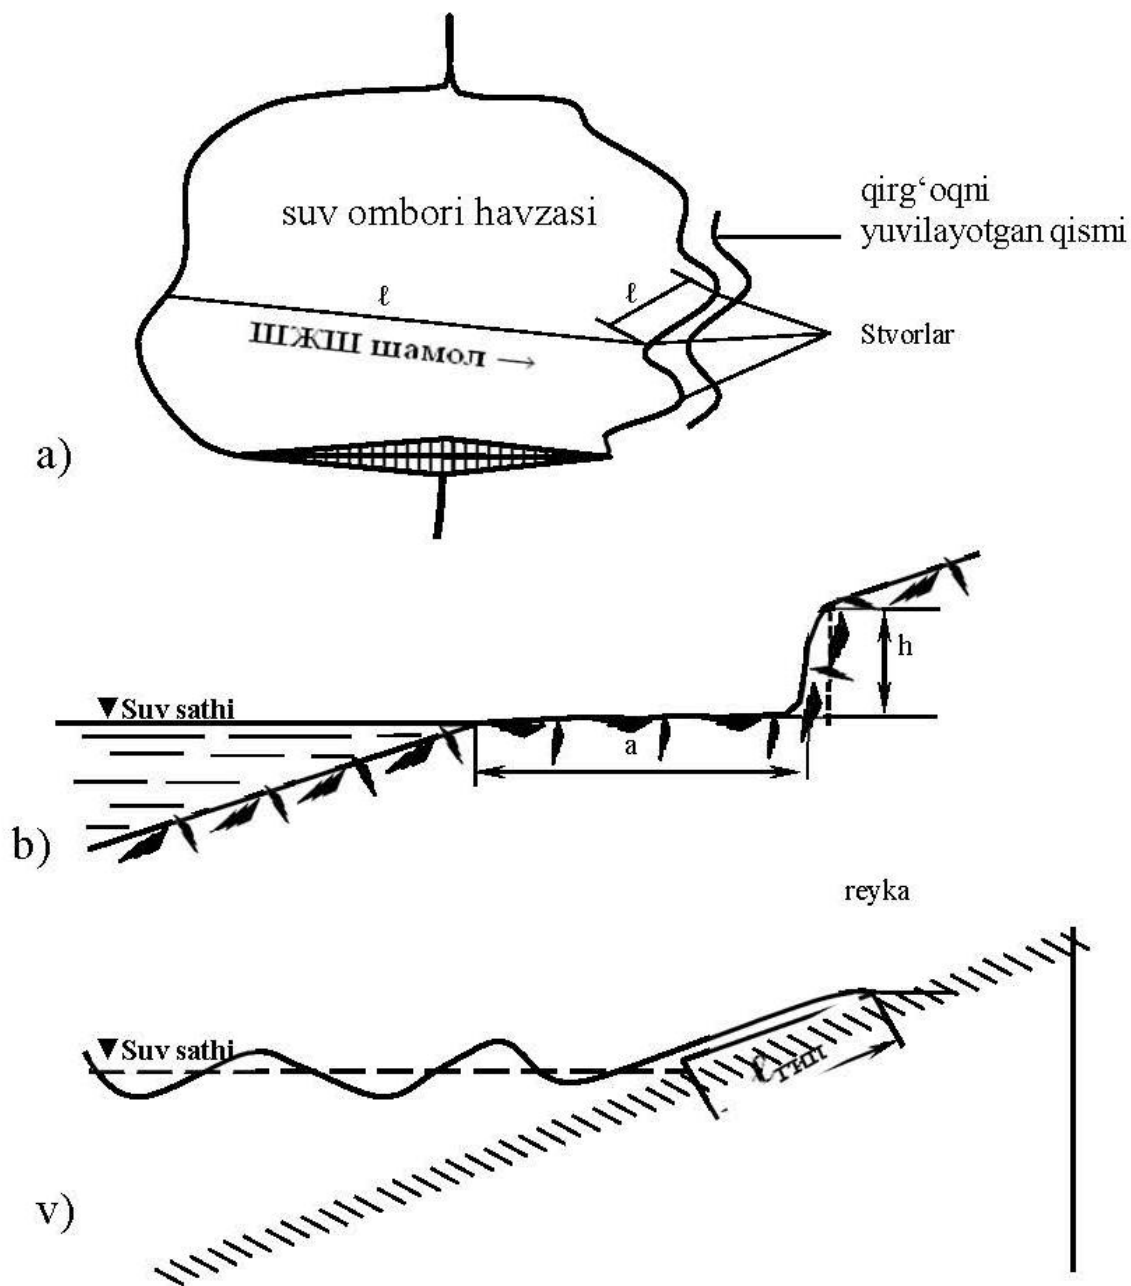 suv ombori havzasi
qirg‘oqni
yuvilayotgan qismi
ℓ
ℓ
ШЖШ шамол →
Stvorlar
a)
h
▼Suv sathi
a
b)
reyka
▼Suv sathi
v)